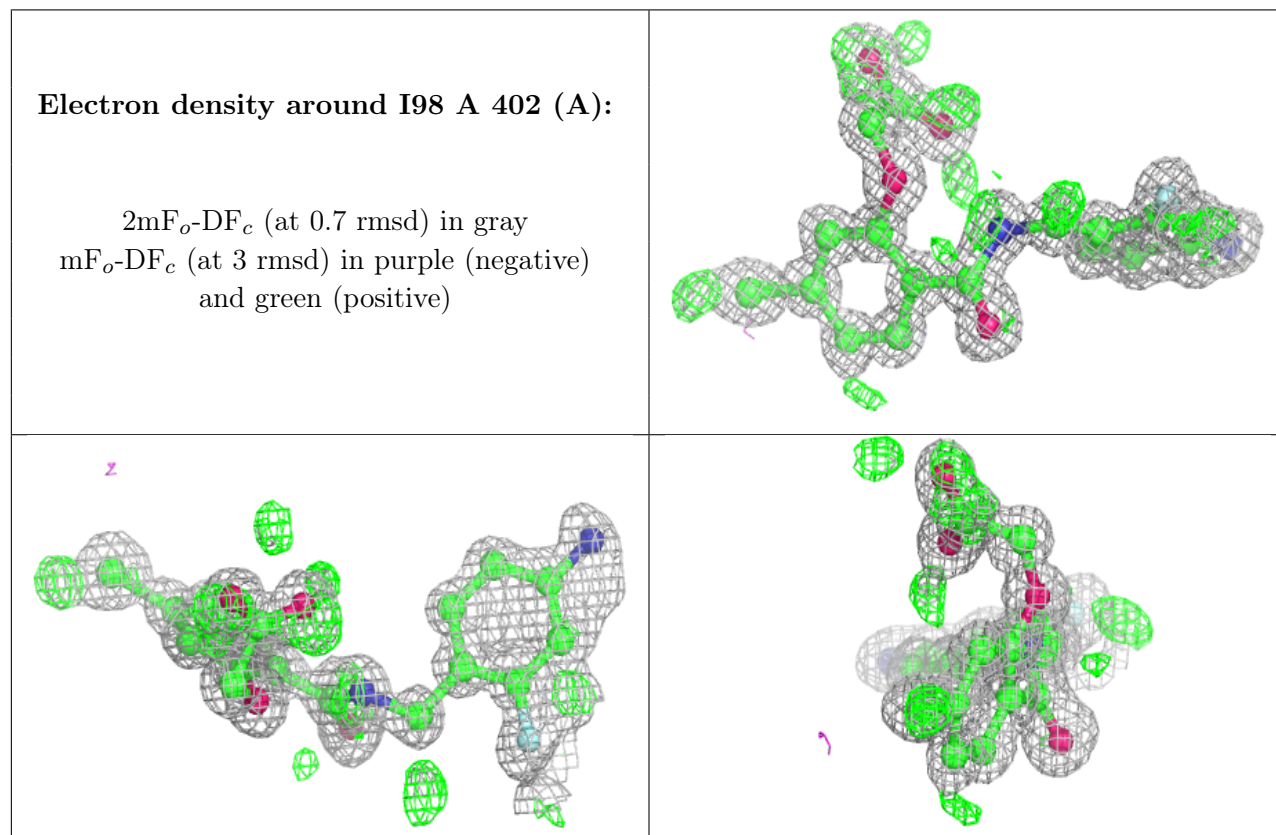 Electron density around I98 A 402 (A):
2mFo-DFc (at 0.7 rmsd) in gray
mFo-DFc (at 3 rmsd) in purple (negative)
and green (positive)